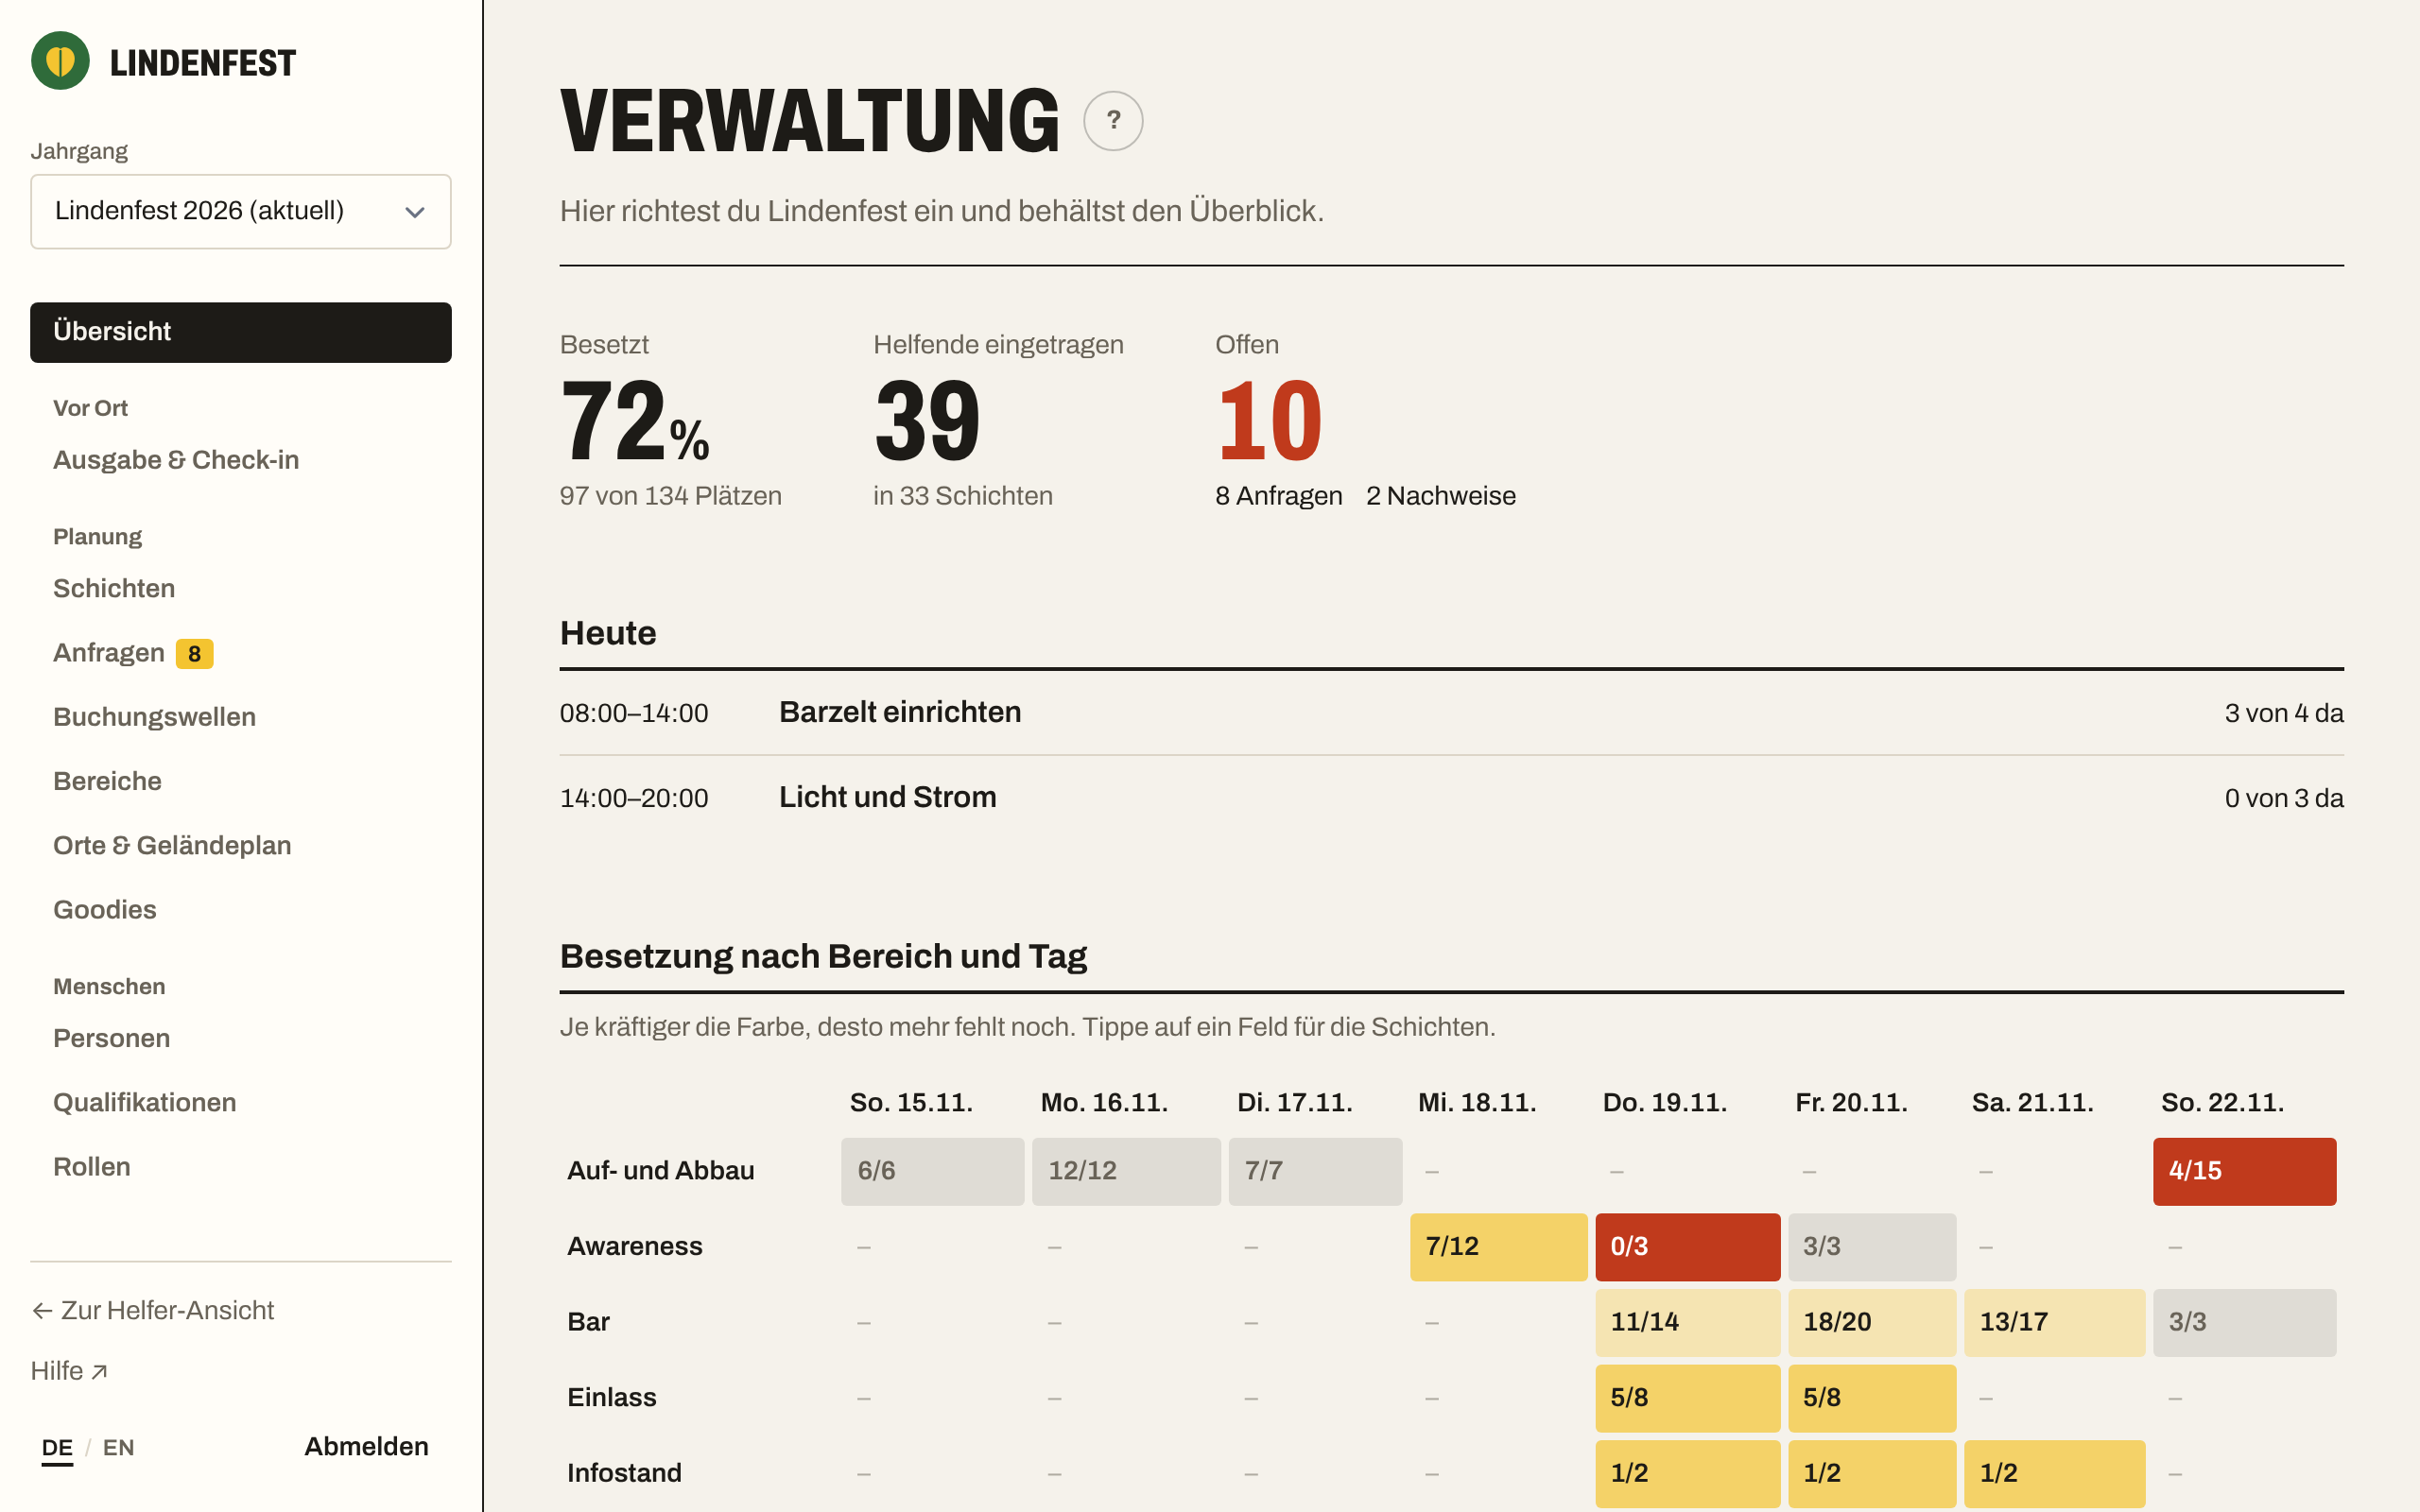 LINDENFEST
Jahrgang
Lindenfest 2026 (aktuell)
Übersicht
Vor Ort
Ausgabe & Check-in
Planung
Schichten
Anfragen 8
Buchungswellen
Bereiche
Orte & Geländeplan
Goodies
Menschen
Personen
Qualifikationen
Rollen
← Zur Helfer-Ansicht
Hilfe ↗
DE / EN Abmelden
VERWALTUNG ?
Hier richtest du Lindenfest ein und behältst den Überblick.
Besetzt Helfende eingetragen Offen
72% 39 10
97 von 134 Plätzen in 33 Schichten 8 Anfragen 2 Nachweise
Heute
08:00–14:00 Barzelt einrichten 3 von 4 da
14:00–20:00 Licht und Strom 0 von 3 da
Besetzung nach Bereich und Tag
Je kräftiger die Farbe, desto mehr fehlt noch. Tippe auf ein Feld für die Schichten.
So. 15.11. Mo. 16.11. Di. 17.11. Mi. 18.11. Do. 19.11. Fr. 20.11. Sa. 21.11. So. 22.11.
Auf- und Abbau 6/6 12/12 7/7 – – – – 4/15
Awareness – – – 7/12 0/3 3/3 – –
Bar – – – – 11/14 18/20 13/17 3/3
Einlass – – – – 5/8 5/8 – –
Infostand – – – – 1/2 1/2 1/2 –